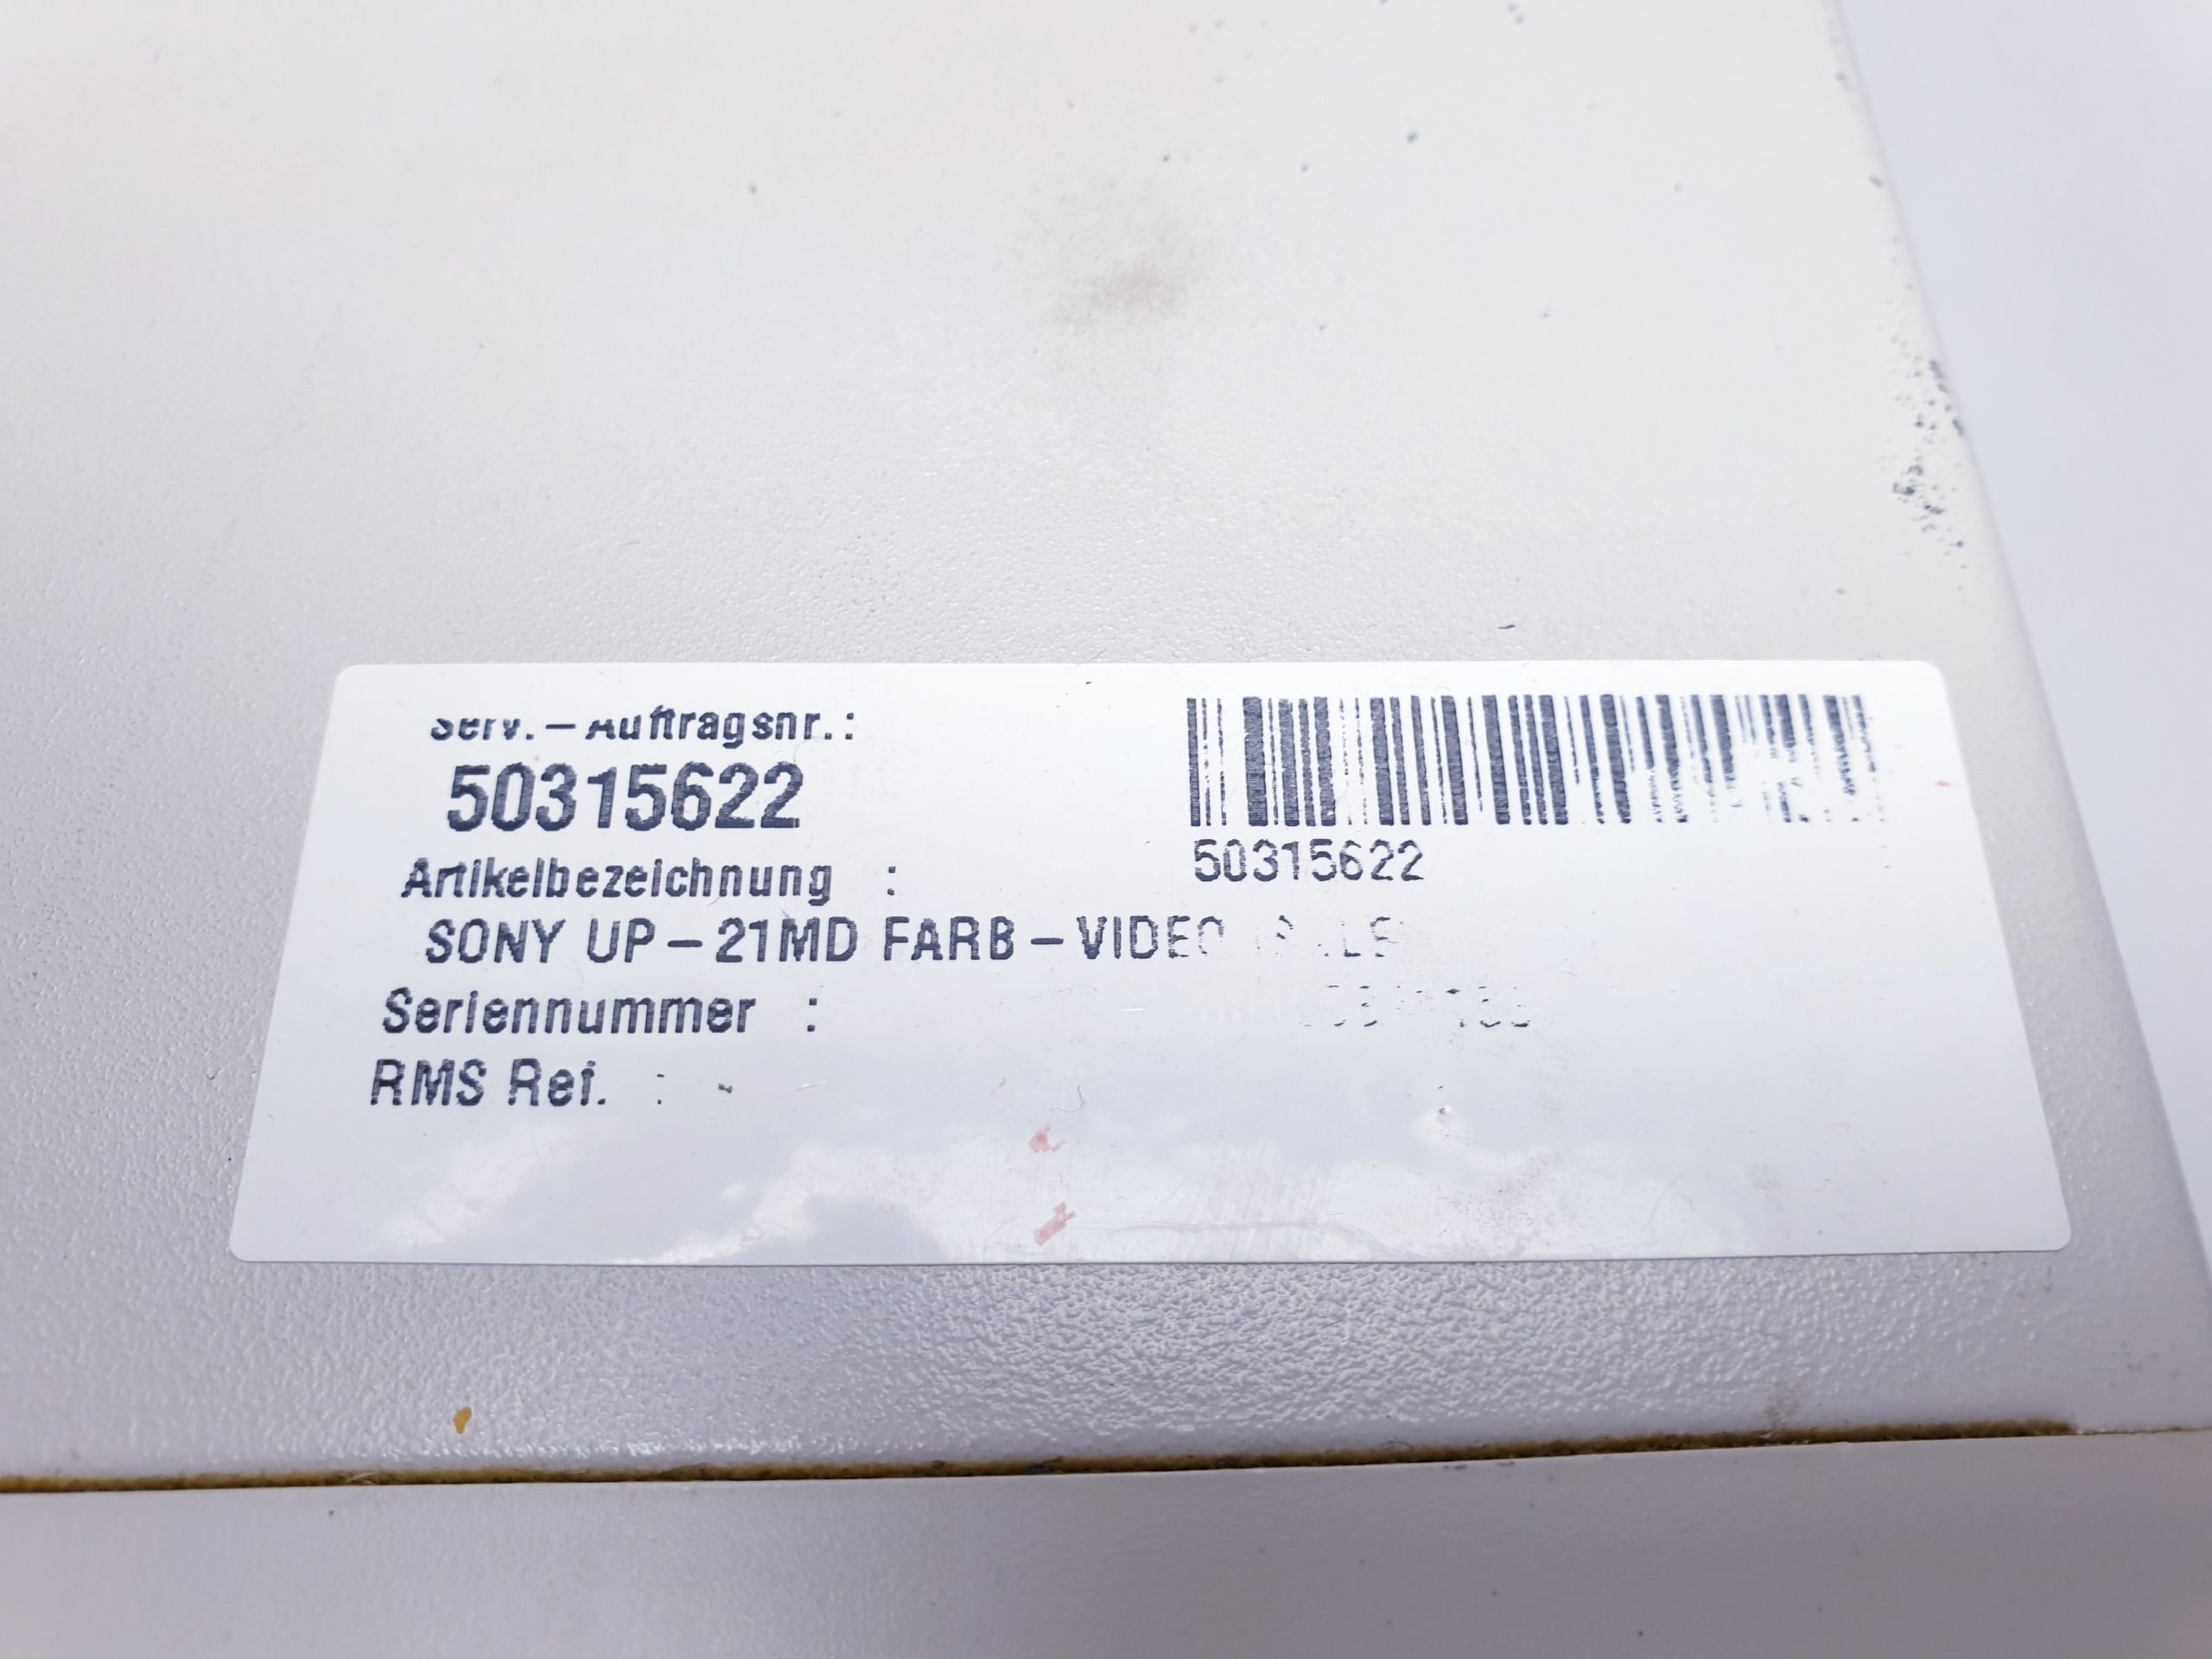 Serv.-Auftragsnr.:
50315622
50315622
Artikelbezeichnung :
SONY UP-21MD FARB-VIDEO
Seriennummer :
RMS Ref. : -